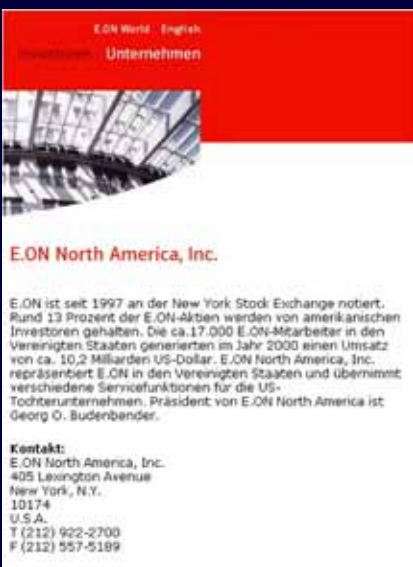 E.ON World English
Investoren Unternehmen
E.ON North America, Inc.
E.ON ist seit 1997 an der New York Stock Exchange notiert.
Rund 13 Prozent der E.ON-Aktien werden von amerikanischen
Investoren gehalten. Die ca.17.000 E.ON-Mitarbeiter in den
Vereinigten Staaten generierten im Jahr 2000 einen Umsatz
von ca. 10,2 Milliarden US-Dollar. E.ON North America, Inc.
repräsentiert E.ON in den Vereinigten Staaten und übernimmt
verschiedene Servicefunktionen für die US-
Tochterunternehmen. Präsident von E.ON North America ist
Georg O. Budenbender.
Kontakt:
E.ON North America, Inc.
405 Lexington Avenue
New York, N.Y.
10174
U.S.A.
T (212) 922-2700
F (212) 557-5189